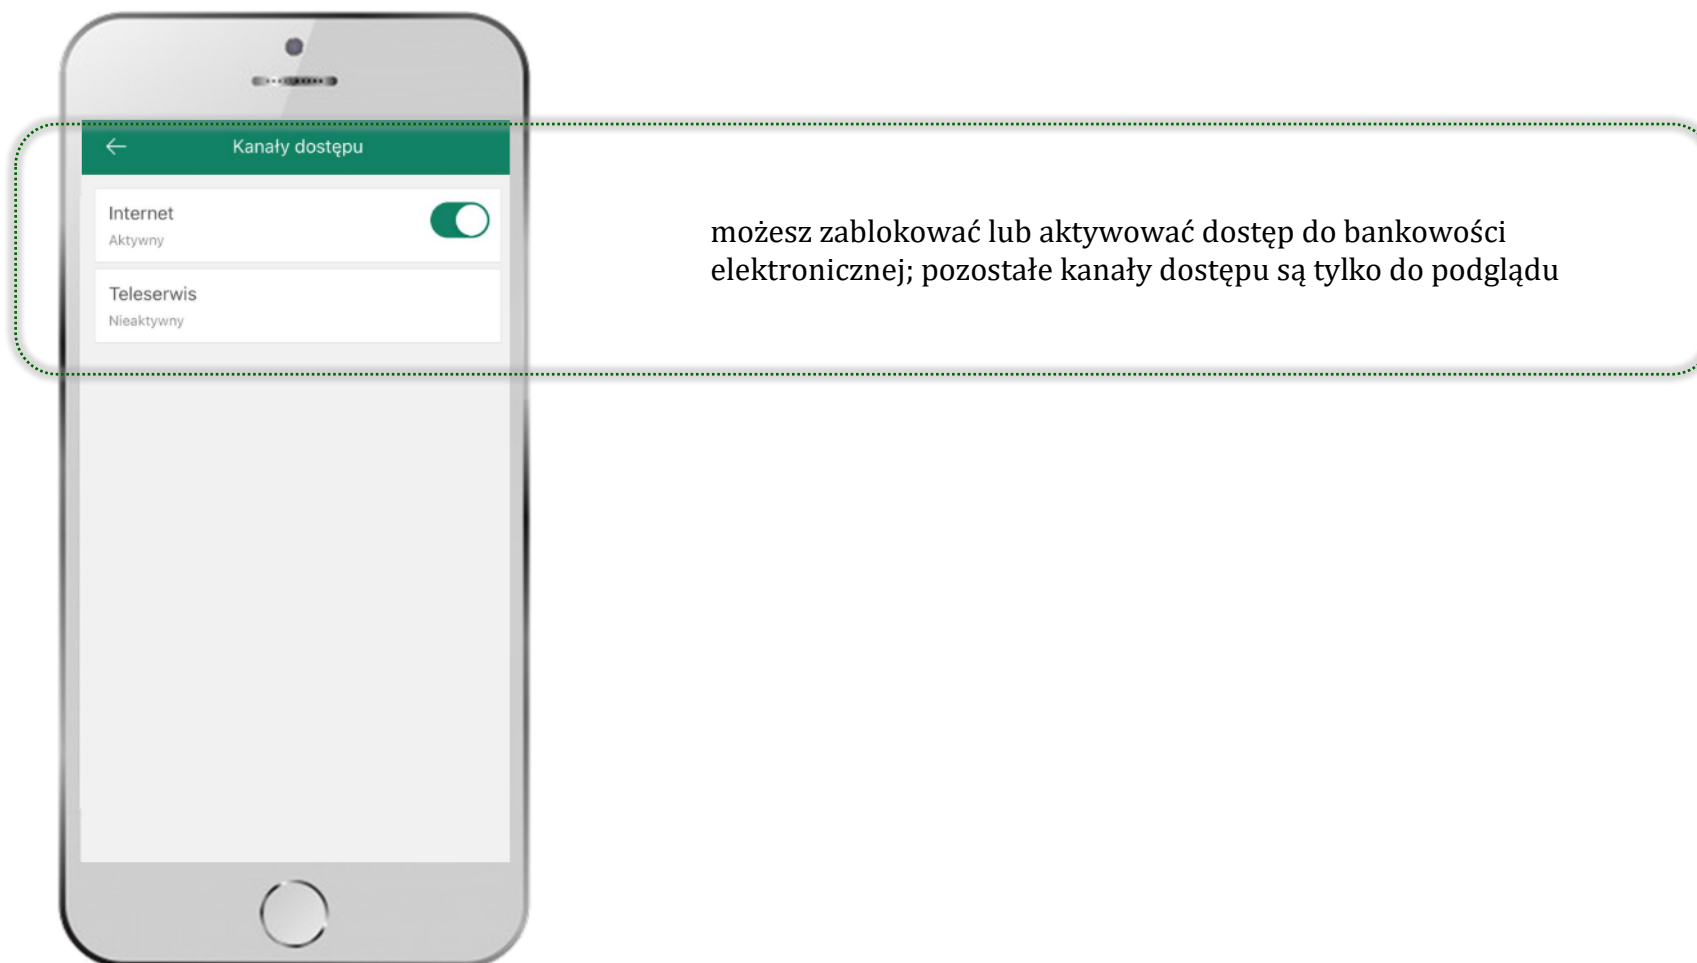 Kanały dostępu
Internet
Aktywny
Teleserwis
Nieaktywny
możesz zablokować lub aktywować dostęp do bankowości
elektronicznej; pozostałe kanały dostępu są tylko do podglądu